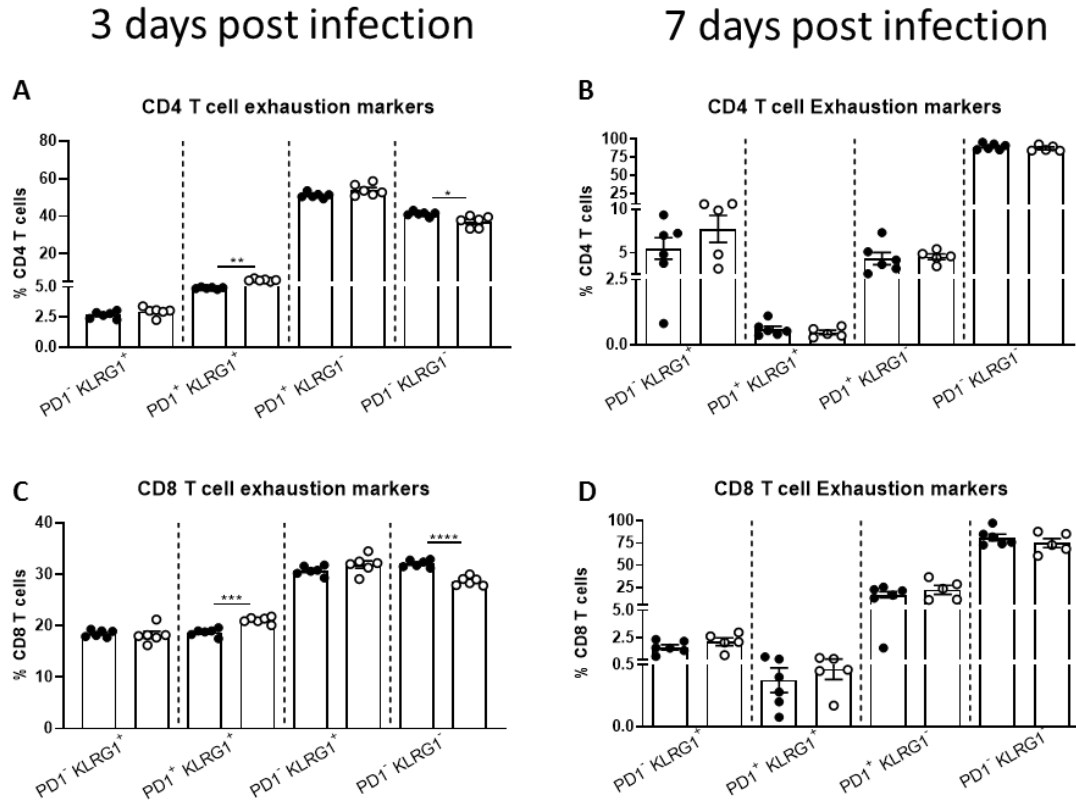 3 days post infection
7 days post infection
A
CD4 T cell exhaustion markers
% CD4 T cells
80
60
40
20
5.0
2.5
0.0
**
*
PD1⁻ KLRG1⁺
PD1⁺ KLRG1⁺
PD1⁺ KLRG1⁻
PD1⁻ KLRG1⁻
B
CD4 T cell Exhaustion markers
% CD4 T cells
100
75
50
25
10
5
2.5
0.0
PD1⁻ KLRG1⁺
PD1⁺ KLRG1⁺
PD1⁺ KLRG1⁻
PD1⁻ KLRG1⁻
C
CD8 T cell exhaustion markers
% CD8 T cells
40
30
20
10
0
***
****
PD1⁻ KLRG1⁺
PD1⁺ KLRG1⁺
PD1⁻ KLRG1⁺
PD1⁻ KLRG1⁻
D
CD8 T cell Exhaustion markers
% CD8 T cells
100
75
50
25
5.0
2.5
0.5
0.0
PD1⁻ KLRG1⁺
PD1⁺ KLRG1⁺
PD1⁺ KLRG1⁻
PD1⁻ KLRG1⁻